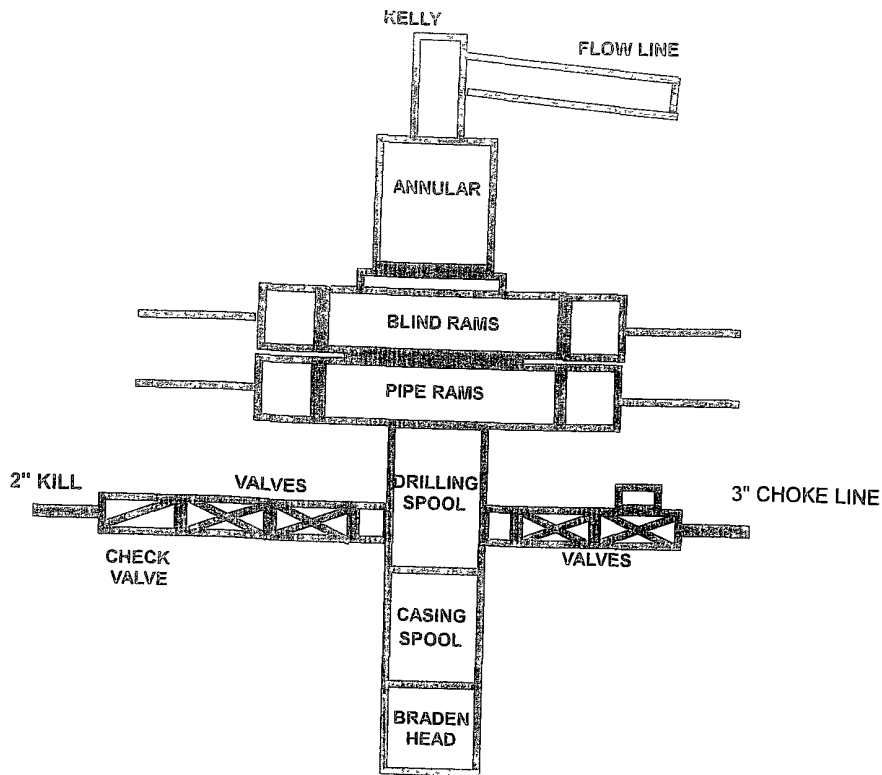 KELLY
FLOW LINE
ANNULAR
BLIND RAMS
PIPE RAMS
2" KILL
VALVES
DRILLING
SPOOL
3" CHOKE LINE
CHECK
VALVE
VALVES
CASING
SPOOL
BRADEN
HEAD